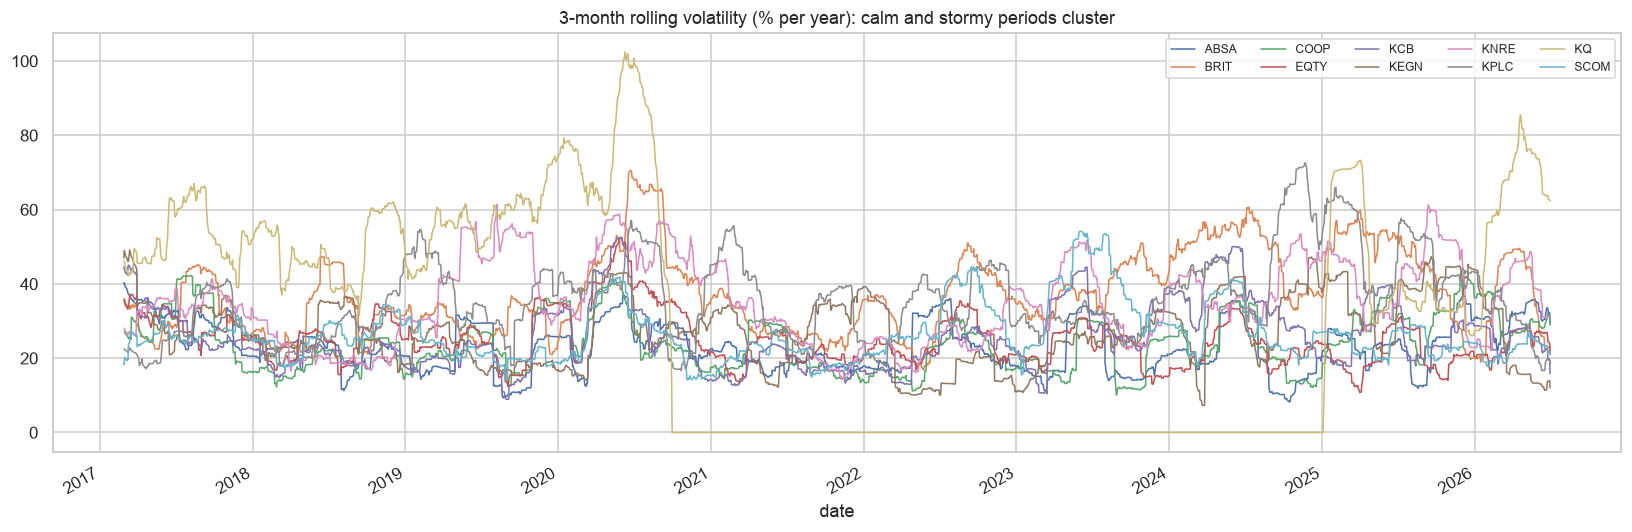 3-month rolling volatility (% per year): calm and stormy periods cluster
ABSA COOP KCB KNRE KQ
BRIT EQTY KEGN KPLC SCOM
100
80
60
40
20
0
2017 2018 2019 2020 2021 2022 2023 2024 2025 2026
date